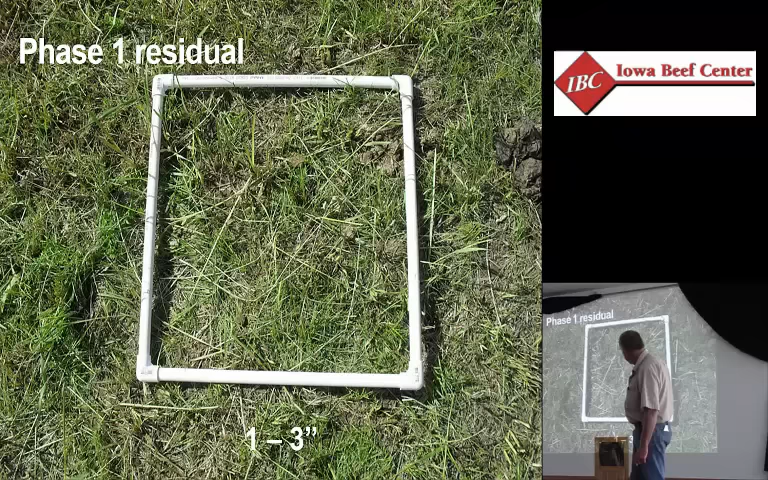 Phase 1 residual
1 – 3”
IBC
Iowa Beef Center
Phase 1 residual